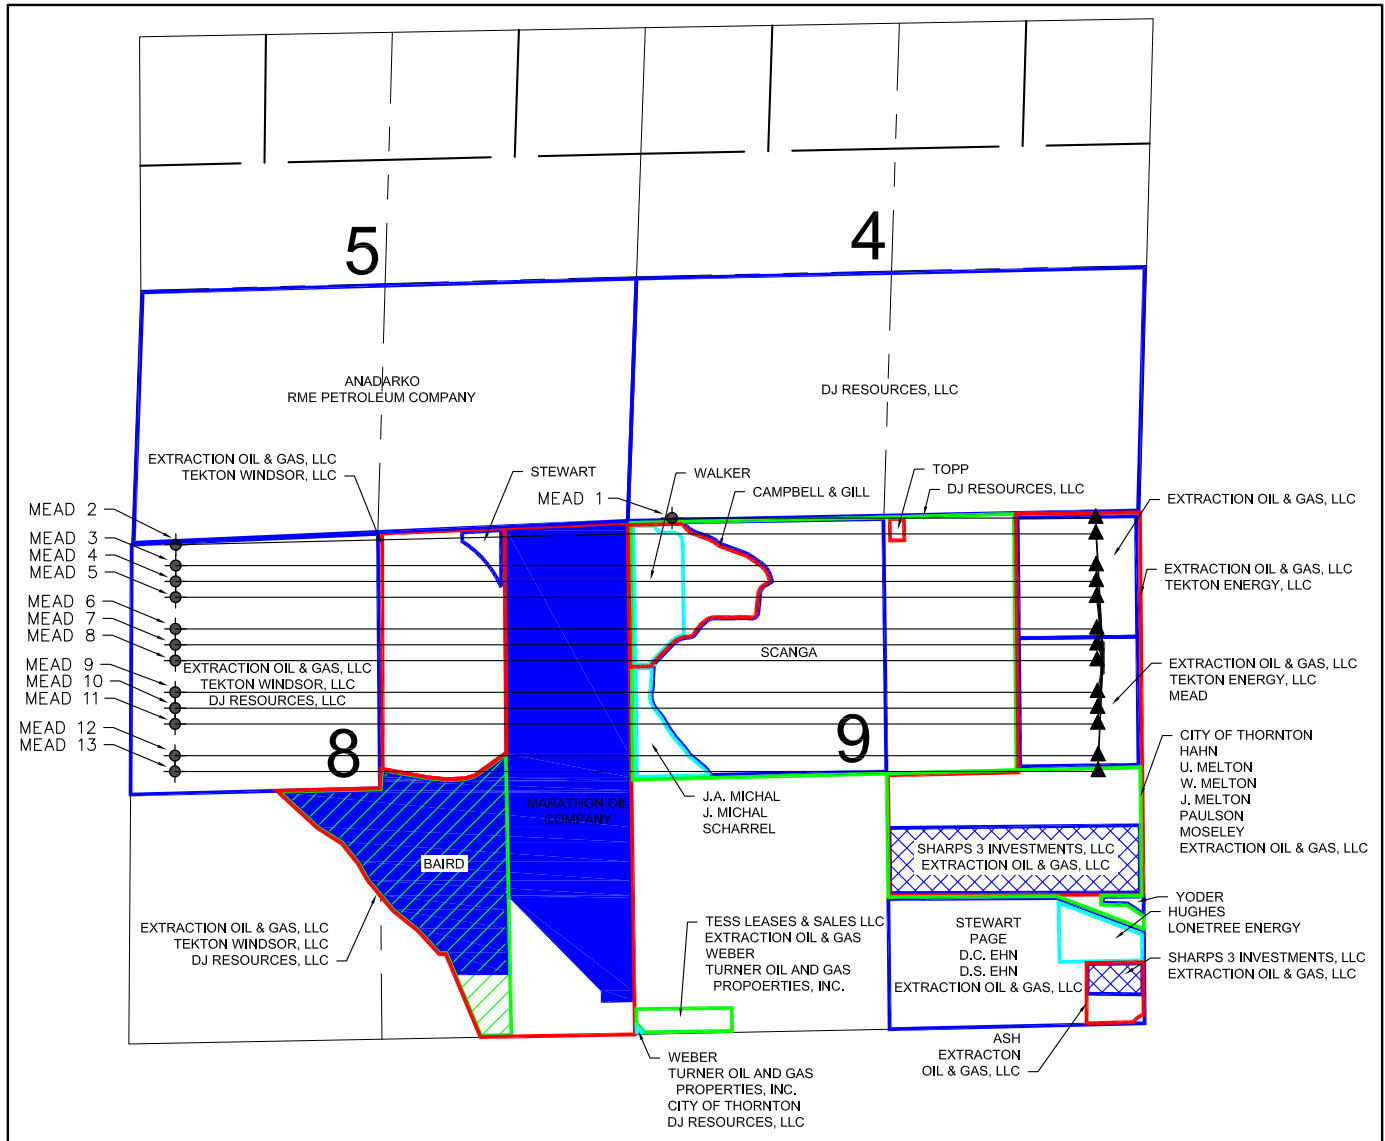 5
4
ANADARKO
RME PETROLEUM COMPANY
DJ RESOURCES, LLC
EXTRACTION OIL & GAS, LLC
TEKTON WINDSOR, LLC
STEWART
MEAD 1
WALKER
CAMPBELL & GILL
TOPP
DJ RESOURCES, LLC
EXTRACTION OIL & GAS, LLC
MEAD 2
MEAD 3
MEAD 4
MEAD 5
MEAD 6
MEAD 7
MEAD 8
MEAD 9
MEAD 10
MEAD 11
MEAD 12
MEAD 13
EXTRACTION OIL & GAS, LLC
TEKTON ENERGY, LLC
EXTRACTION OIL & GAS, LLC
TEKTON WINDSOR, LLC
DJ RESOURCES, LLC
SCANGA
EXTRACTION OIL & GAS, LLC
TEKTON ENERGY, LLC
MEAD
8
9
CITY OF THORNTON
HAHN
U. MELTON
W. MELTON
J. MELTON
PAULSON
MOSELEY
EXTRACTION OIL & GAS, LLC
MARATHON OIL
COMPANY
J.A. MICHAL
J. MICHAL
SCHARREL
BAIRD
SHARPS 3 INVESTMENTS, LLC
EXTRACTION OIL & GAS, LLC
YODER
HUGHES
LONETREE ENERGY
EXTRACTION OIL & GAS, LLC
TEKTON WINDSOR, LLC
DJ RESOURCES, LLC
TESS LEASES & SALES LLC
EXTRACTION OIL & GAS
WEBER
TURNER OIL AND GAS
PROPOERTIES, INC.
STEWART
PAGE
D.C. EHN
D.S. EHN
EXTRACTION OIL & GAS, LLC
SHARPS 3 INVESTMENTS, LLC
EXTRACTION OIL & GAS, LLC
ASH
EXTRACTON
OIL & GAS, LLC
WEBER
TURNER OIL AND GAS
PROPERTIES, INC.
CITY OF THORNTON
DJ RESOURCES, LLC